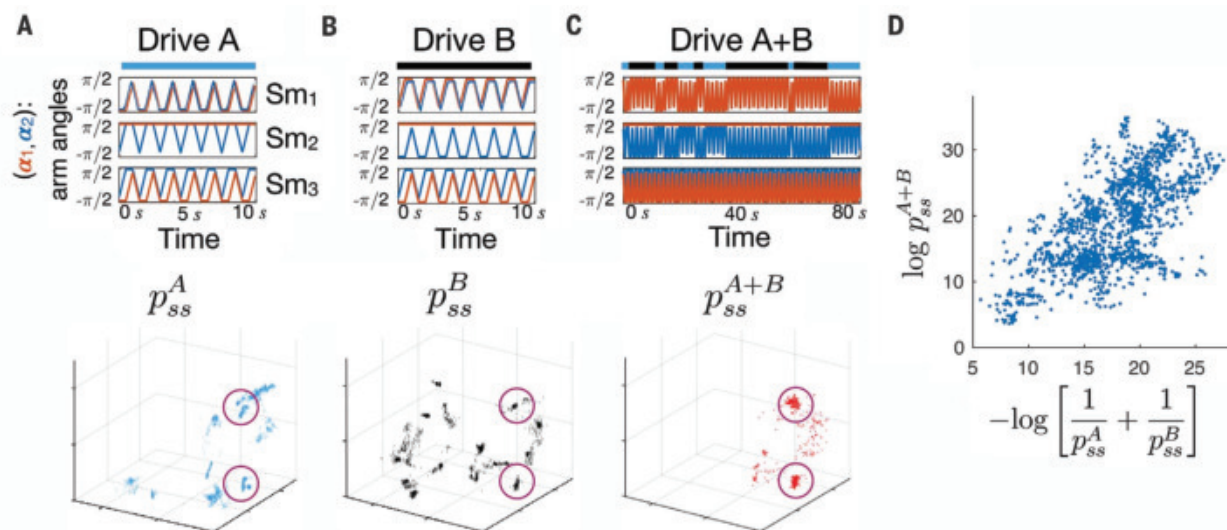 A
Drive A
(α₁,α₂):
arm angles
π/2
-π/2
π/2
-π/2
π/2
-π/2
Sm₁
Sm₂
Sm₃
0 s 5 s 10 s
Time
B
Drive B
π/2
-π/2
π/2
-π/2
π/2
-π/2
0 s 5 s 10 s
Time
C
Drive A+B
π/2
-π/2
π/2
-π/2
π/2
-π/2
0 s 40 s 80 s
Time
D
log p_ss^{A+B}
30
20
10
0
5 10 15 20 25
-log [1/p_ss^A + 1/p_ss^B]
p_ss^A
p_ss^B
p_ss^{A+B}